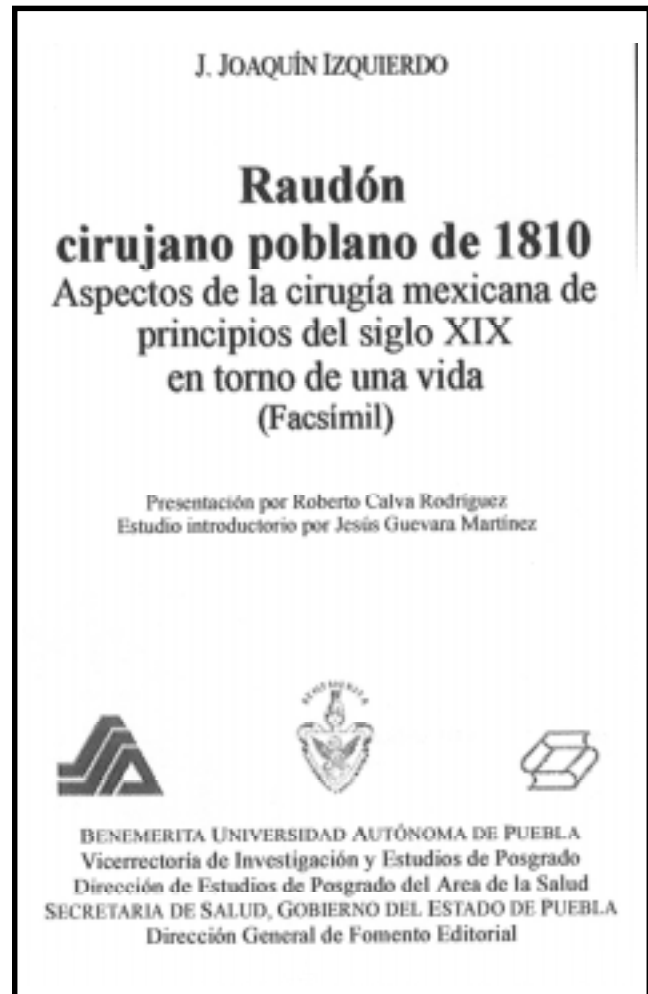 J. JOAQUÍN IZQUIERDO
Raudón
cirujano poblano de 1810
Aspectos de la cirugía mexicana de
principios del siglo XIX
en torno de una vida
(Facsímil)
Presentación por Roberto Calva Rodríguez
Estudio introductorio por Jesús Guevara Martínez
BENEMERITA
BENEMERITA UNIVERSIDAD AUTÓNOMA DE PUEBLA
Vicerrectoría de Investigación y Estudios de Posgrado
Dirección de Estudios de Posgrado del Area de la Salud
SECRETARIA DE SALUD, GOBIERNO DEL ESTADO DE PUEBLA
Dirección General de Fomento Editorial